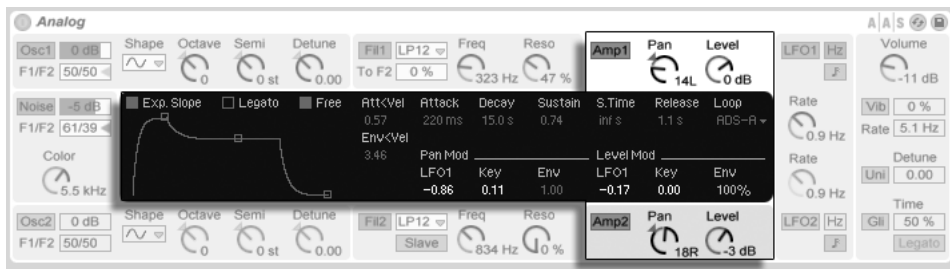 Analog
A|A|S
Osc1 0 dB Shape Octave Semi Detune Fil1 LP12 Freq Reso Amp1 Pan Level LFO1 Hz Volume
F1/F2 50/50 0 0 st 0.00 To F2 0 % 323 Hz 47 % 14L 0 dB -11 dB
Noise -5 dB Exp. Slope Legato Free Att<Vel Attack Decay Sustain S.Time Release Loop Rate Vib 0 %
F1/F2 61/39 0.57 220 ms 15.0 s 0.74 inf s 1.1 s ADS-A 0.9 Hz Rate 5.1 Hz
Env<Vel
Color 3.46 Pan Mod Level Mod Rate Detune
5.5 kHz LFO1 Key Env LFO1 Key Env 0.9 Hz Uni 0.00
-0.86 0.11 1.00 -0.17 0.00 100%
Osc2 0 dB Shape Octave Semi Detune Fil2 LP12 Freq Reso Amp2 Pan Level LFO2 Hz Time
Gli 50 %
F1/F2 50/50 0 0 st 0.00 Slave 834 Hz 0 % 18R -3 dB Legato